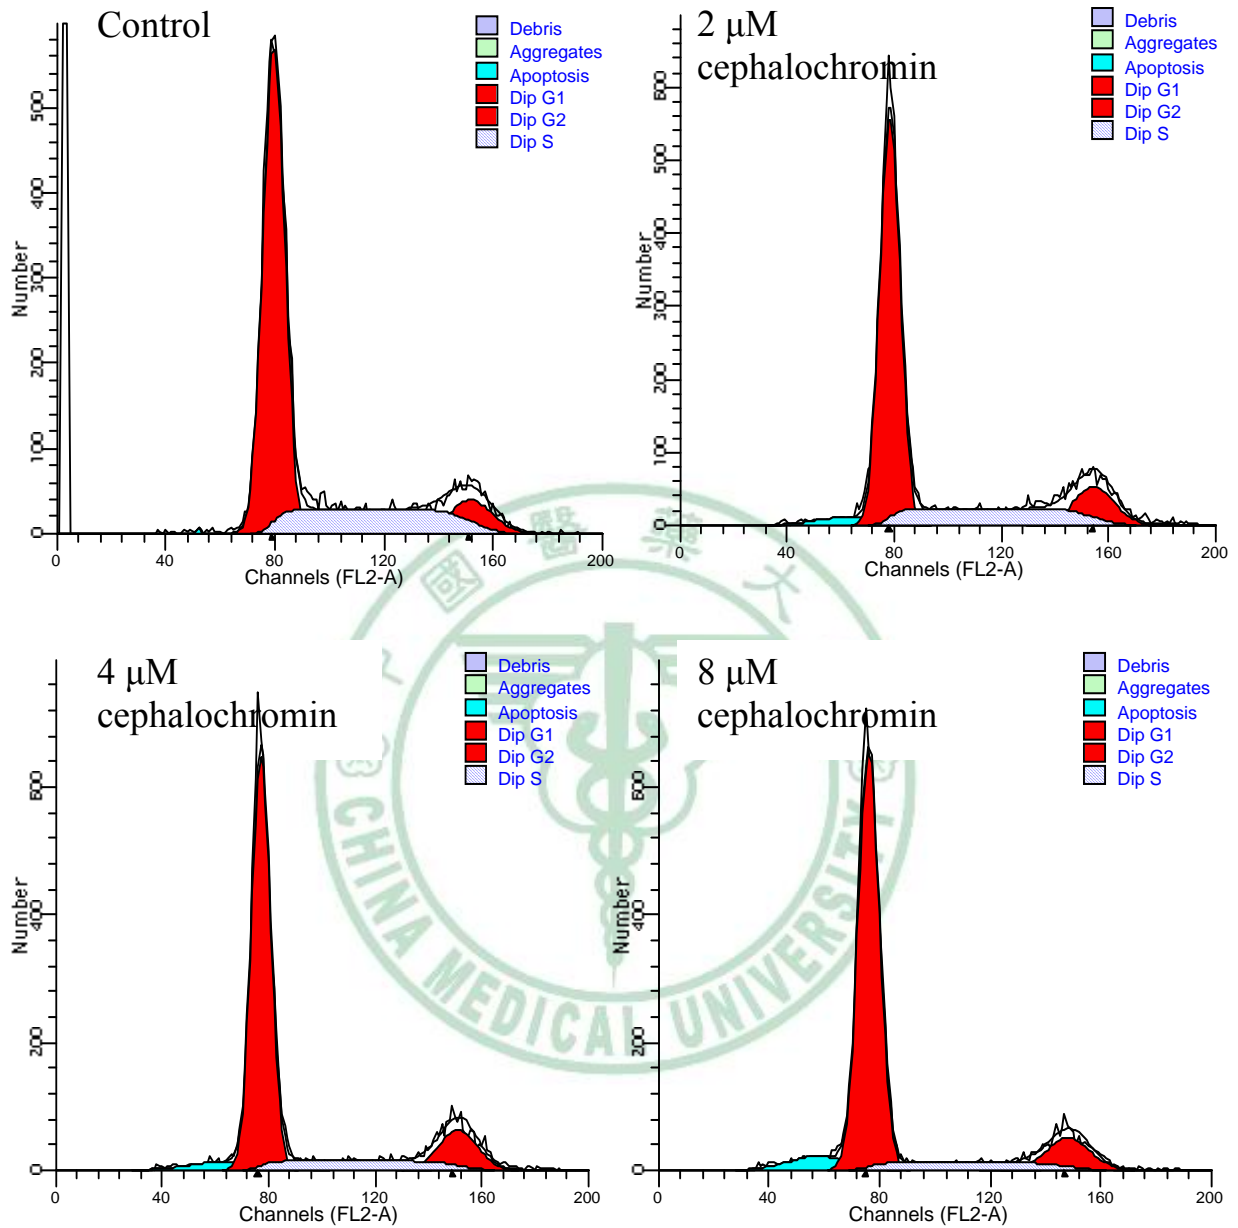 Control
Debris
Aggregates
Apoptosis
Dip G1
Dip G2
Dip S
Number
0
100
200
300
400
500
0
40
80
120
160
200
Channels (FL2-A)
2 μM
cephalochromin
Debris
Aggregates
Apoptosis
Dip G1
Dip G2
Dip S
Number
0
100
200
300
400
500
600
0
40
80
120
160
200
Channels (FL2-A)
4 μM
cephalochromin
Debris
Aggregates
Apoptosis
Dip G1
Dip G2
Dip S
Number
0
200
400
600
0
40
80
120
160
200
Channels (FL2-A)
8 μM
cephalochromin
Debris
Aggregates
Apoptosis
Dip G1
Dip G2
Dip S
Number
0
200
400
600
0
40
80
120
160
200
Channels (FL2-A)
國 醫 藥 大
CHINA MEDICAL UNIVERSITY